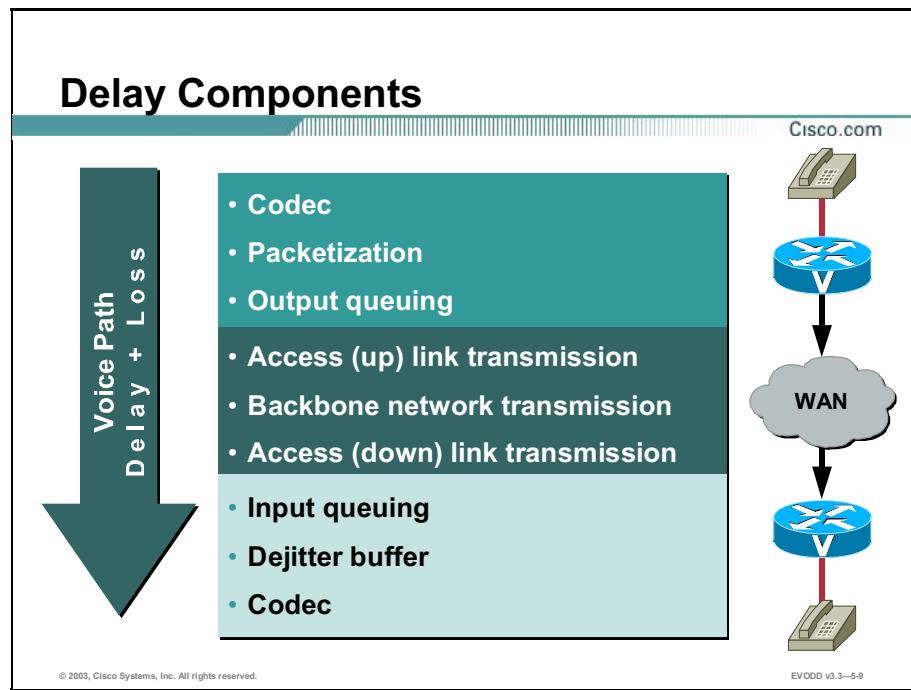 Delay Components
Cisco.com
Voice Path
Delay + Loss
• Codec
• Packetization
• Output queuing
• Access (up) link transmission
• Backbone network transmission
• Access (down) link transmission
• Input queuing
• Dejitter buffer
• Codec
V
WAN
V
© 2003, Cisco Systems, Inc. All rights reserved.
EVODD v3.3—5-9